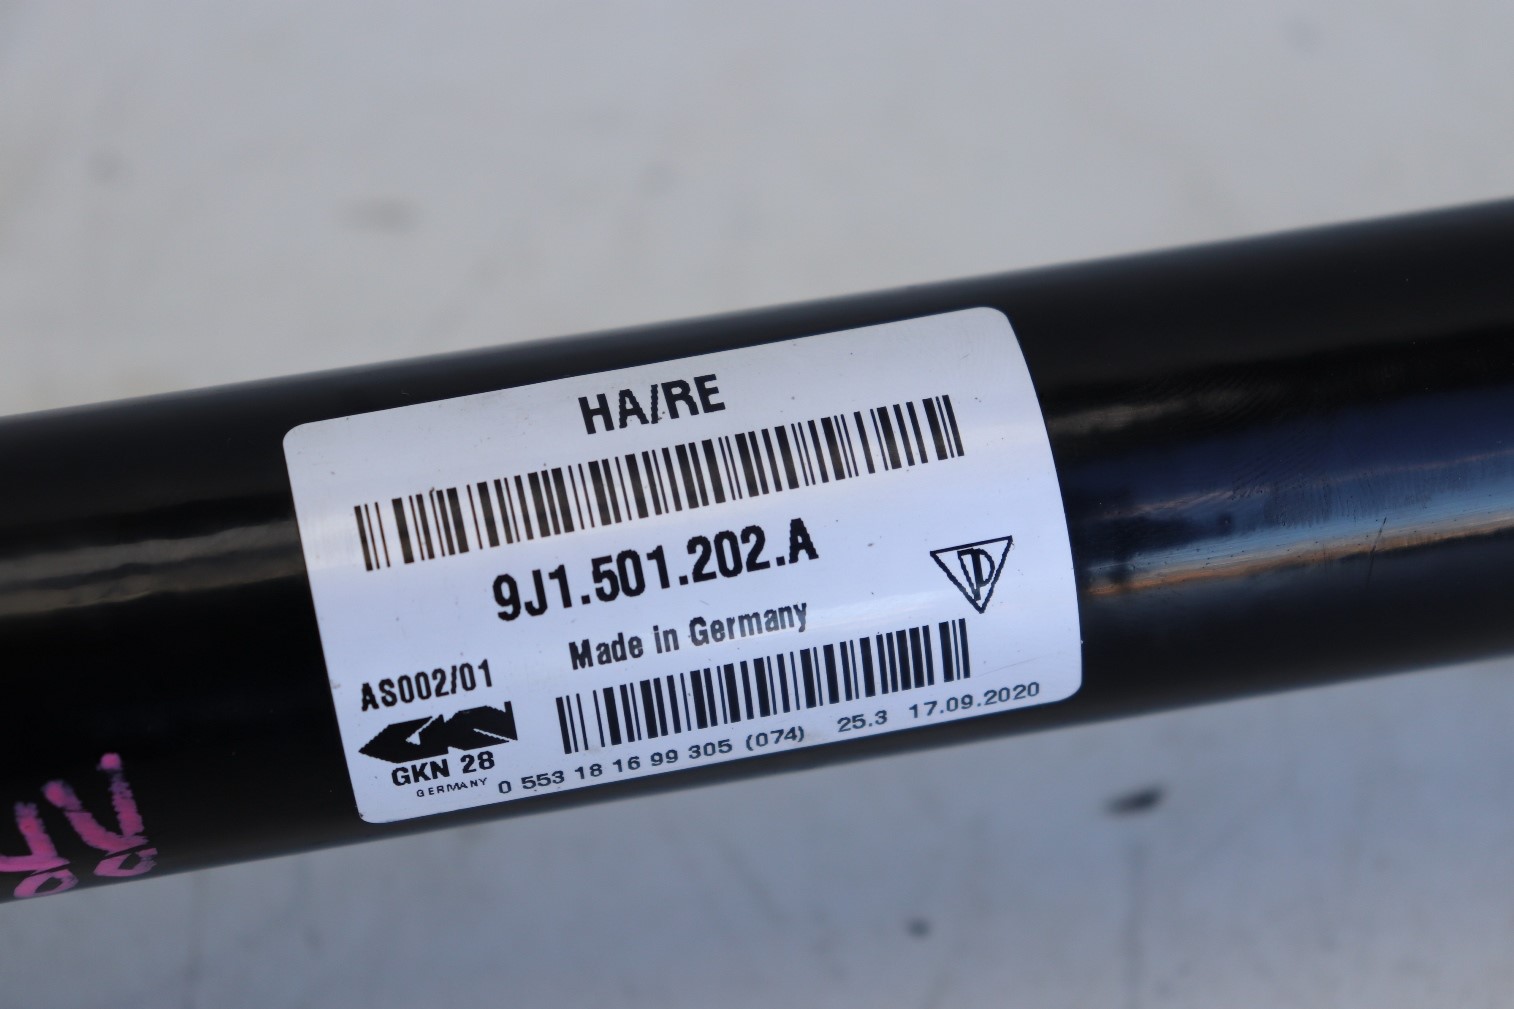 HA/RE
9J1.501.202.A
Made in Germany
AS002/01
GKN 28
GERMANY
0 553 18 16 99 305 (074) 25.3 17.09.2020